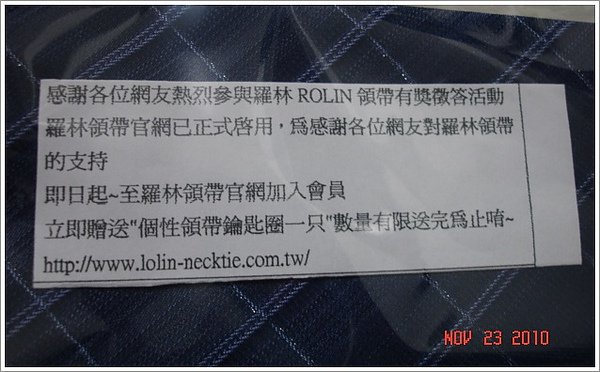 感謝各位網友熱烈參與羅林 ROLIN 領帶有獎徵答活動
羅林領帶官網已正式啓用，爲感謝各位網友對羅林領帶
的支持
即日起~至羅林領帶官網加入會員
立即贈送"個性領帶鑰匙圈一只"數量有限送完爲止唷~
http://www.lolin-necktie.com.tw/
NOV 23 2010